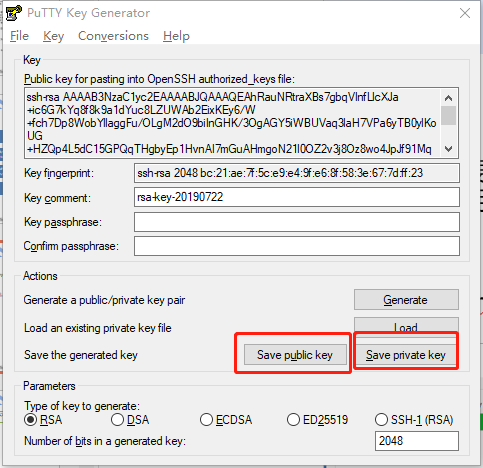 PuTTY Key Generator
File Key Conversions Help
Key
Public key for pasting into OpenSSH authorized_keys file:
ssh-rsa AAAAB3NzaC1yc2EAAAABJQAAAQEAhRauNRtraXBs7gbqVlnfLlcXJa
+ic6G7kYq8f8k9a1dYuc8LZUWAb2EixKEy6/W
+fch7Dp8WobYllaggFu/OLgM2dO9bilnGHK/3OgAGY5iWBUVaq3laH7VPa6yTB0ylKo
UG
+HZQp4L5dC15GPQqTHgbyEp1HvnAl7mGuAHmgoN21l0OZ2v3j8Oz8wo4JpJf91Mq
Key fingerprint: ssh-rsa 2048 bc:21:ae:7f:5c:e9:e4:9f:e6:8f:58:3e:67:7d:ff:23
Key comment: rsa-key-20190722
Key passphrase:
Confirm passphrase:
Actions
Generate a public/private key pair Generate
Load an existing private key file Load
Save the generated key Save public key Save private key
Parameters
Type of key to generate:
RSA DSA ECDSA ED25519 SSH-1 (RSA)
Number of bits in a generated key: 2048